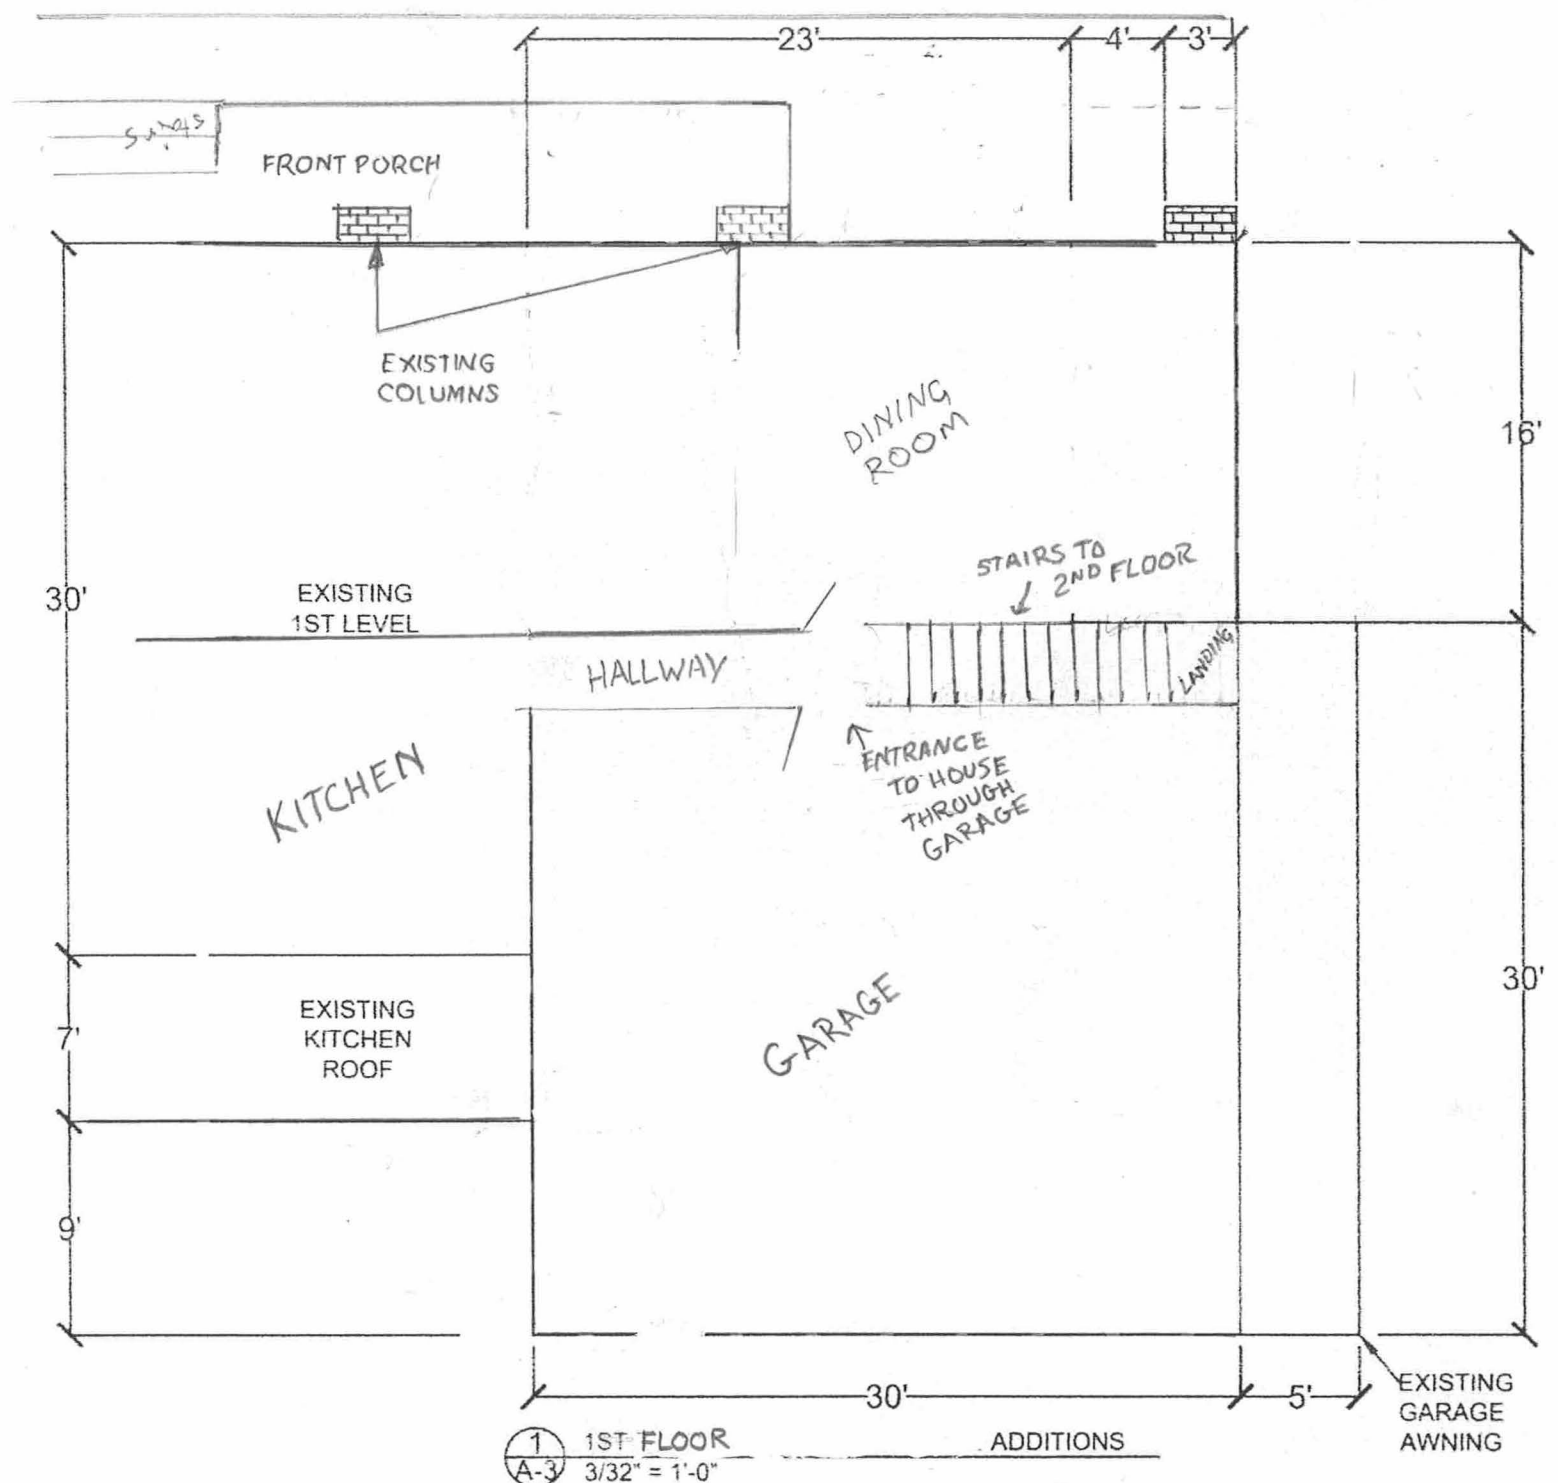 23'
4'
3'
Stairs
FRONT PORCH
EXISTING
COLUMNS
DINING
ROOM
16'
STAIRS TO
2ND FLOOR
30'
EXISTING
1ST LEVEL
HALLWAY
LANDING
KITCHEN
ENTRANCE
TO HOUSE
THROUGH
GARAGE
30'
EXISTING
KITCHEN
ROOF
7'
GARAGE
9'
30'
5'
EXISTING
GARAGE
AWNING
1
A-3
1ST FLOOR
3/32" = 1'-0"
ADDITIONS